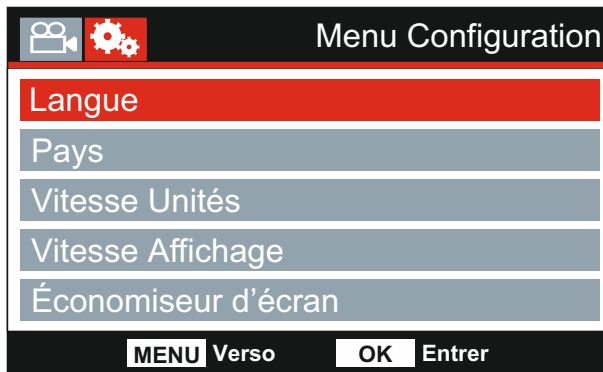 Menu Configuration
Langue
Pays
Vitesse Unités
Vitesse Affichage
Économiseur d'écran
MENU Verso OK Entrer